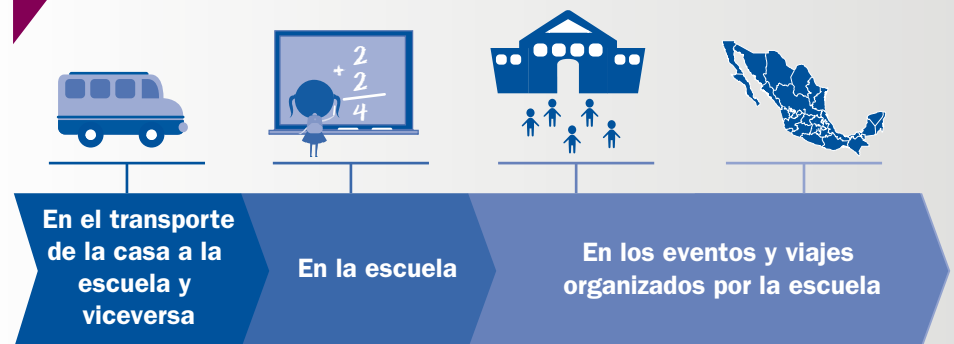 2
+ 2
4
En el transporte
de la casa a la
escuela y
viceversa
En la escuela
En los eventos y viajes
organizados por la escuela